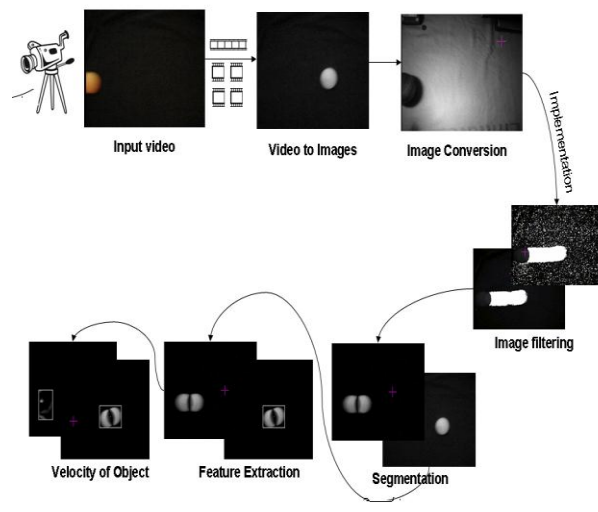 Input video
Video to Images
Image Conversion
Implementation
Image filtering
Velocity of Object
Feature Extraction
Segmentation